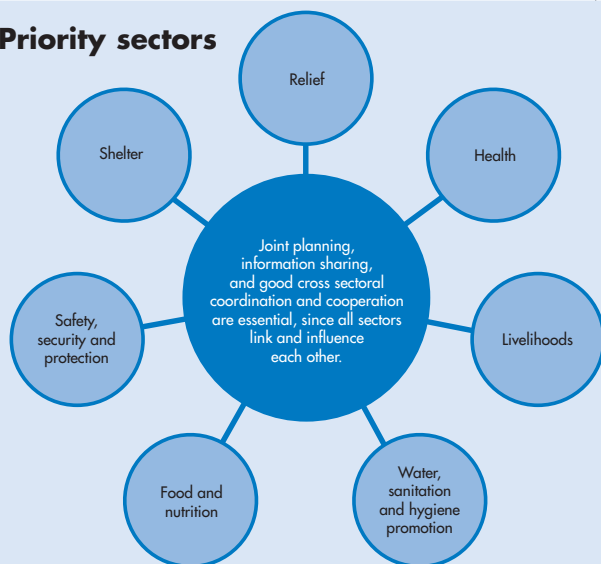 Priority sectors
Relief
Shelter
Health
Joint planning,
information sharing,
and good cross sectoral
coordination and cooperation
are essential, since all sectors
link and influence
each other.
Safety,
security and
protection
Livelihoods
Food and
nutrition
Water,
sanitation
and hygiene
promotion